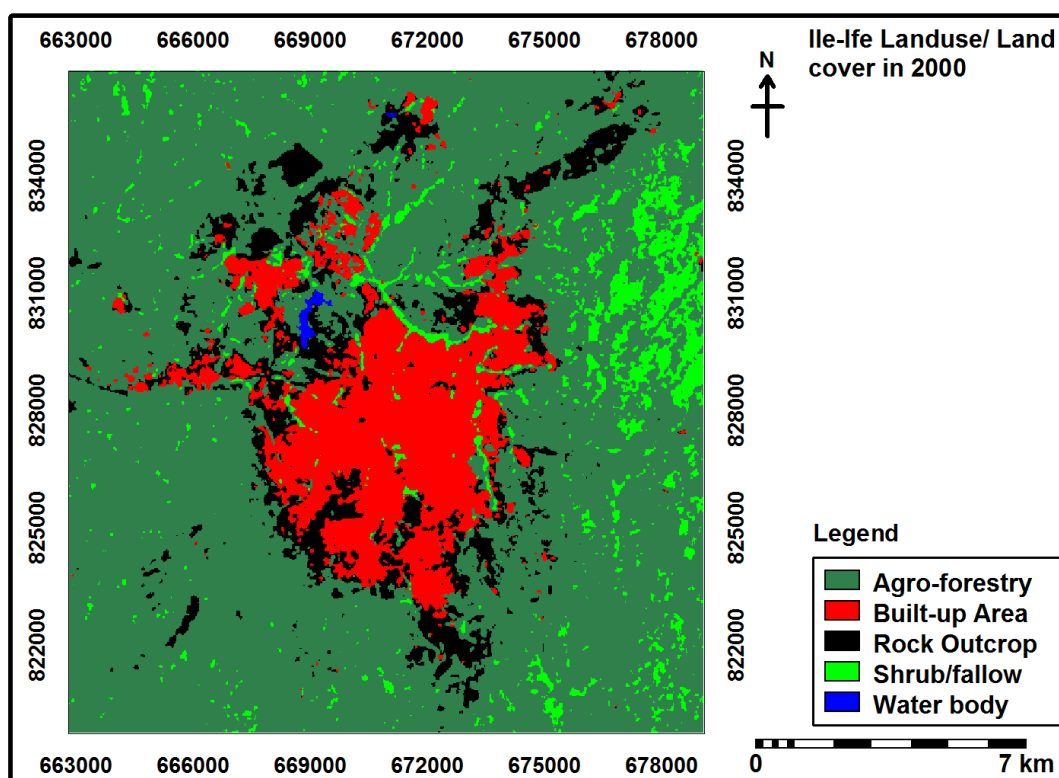 663000 666000 669000 672000 675000 678000
Ile-Ife Landuse/ Land
cover in 2000
N
834000
834000
831000
831000
828000
828000
825000
825000
822000
822000
Legend
Agro-forestry
Built-up Area
Rock Outcrop
Shrub/fallow
Water body
663000 666000 669000 672000 675000 678000
0 7 km